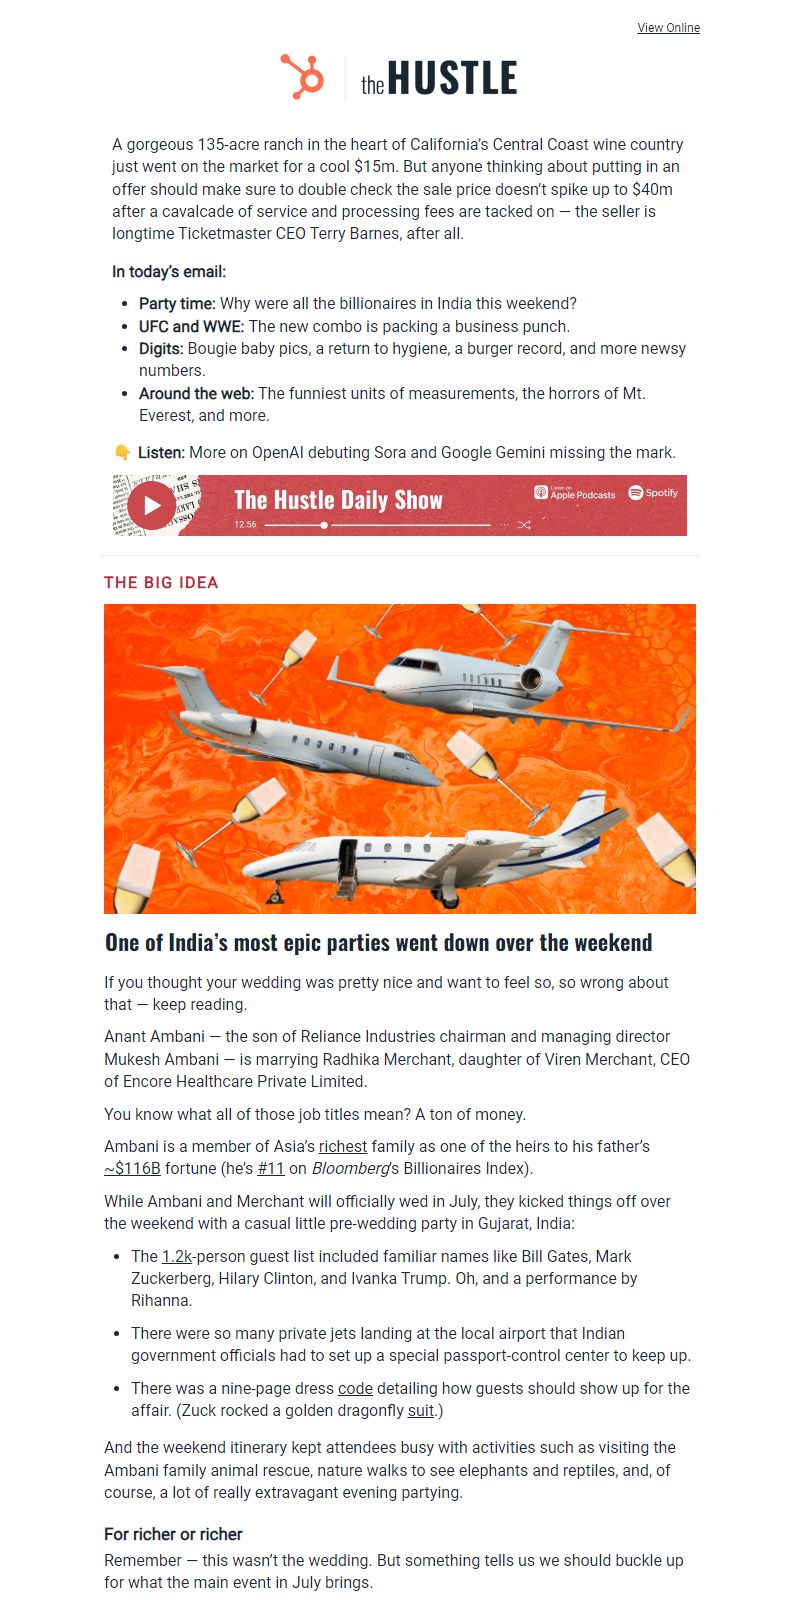 View Online
the HUSTLE
A gorgeous 135-acre ranch in the heart of California’s Central Coast wine country
just went on the market for a cool $15m. But anyone thinking about putting in an
offer should make sure to double check the sale price doesn’t spike up to $40m
after a cavalcade of service and processing fees are tacked on — the seller is
longtime Ticketmaster CEO Terry Barnes, after all.
In today’s email:
• Party time: Why were all the billionaires in India this weekend?
• UFC and WWE: The new combo is packing a business punch.
• Digits: Bougie baby pics, a return to hygiene, a burger record, and more newsy
numbers.
• Around the web: The funniest units of measurements, the horrors of Mt.
Everest, and more.
👇 Listen: More on OpenAI debuting Sora and Google Gemini missing the mark.
The Hustle Daily Show
Listen on
Apple Podcasts
Spotify
12.56
THE BIG IDEA
One of India’s most epic parties went down over the weekend
If you thought your wedding was pretty nice and want to feel so, so wrong about
that — keep reading.
Anant Ambani — the son of Reliance Industries chairman and managing director
Mukesh Ambani — is marrying Radhika Merchant, daughter of Viren Merchant, CEO
of Encore Healthcare Private Limited.
You know what all of those job titles mean? A ton of money.
Ambani is a member of Asia’s richest family as one of the heirs to his father’s
~$116B fortune (he’s #11 on Bloomberg’s Billionaires Index).
While Ambani and Merchant will officially wed in July, they kicked things off over
the weekend with a casual little pre-wedding party in Gujarat, India:
• The 1.2k-person guest list included familiar names like Bill Gates, Mark
Zuckerberg, Hilary Clinton, and Ivanka Trump. Oh, and a performance by
Rihanna.
• There were so many private jets landing at the local airport that Indian
government officials had to set up a special passport-control center to keep up.
• There was a nine-page dress code detailing how guests should show up for the
affair. (Zuck rocked a golden dragonfly suit.)
And the weekend itinerary kept attendees busy with activities such as visiting the
Ambani family animal rescue, nature walks to see elephants and reptiles, and, of
course, a lot of really extravagant evening partying.
For richer or richer
Remember — this wasn’t the wedding. But something tells us we should buckle up
for what the main event in July brings.